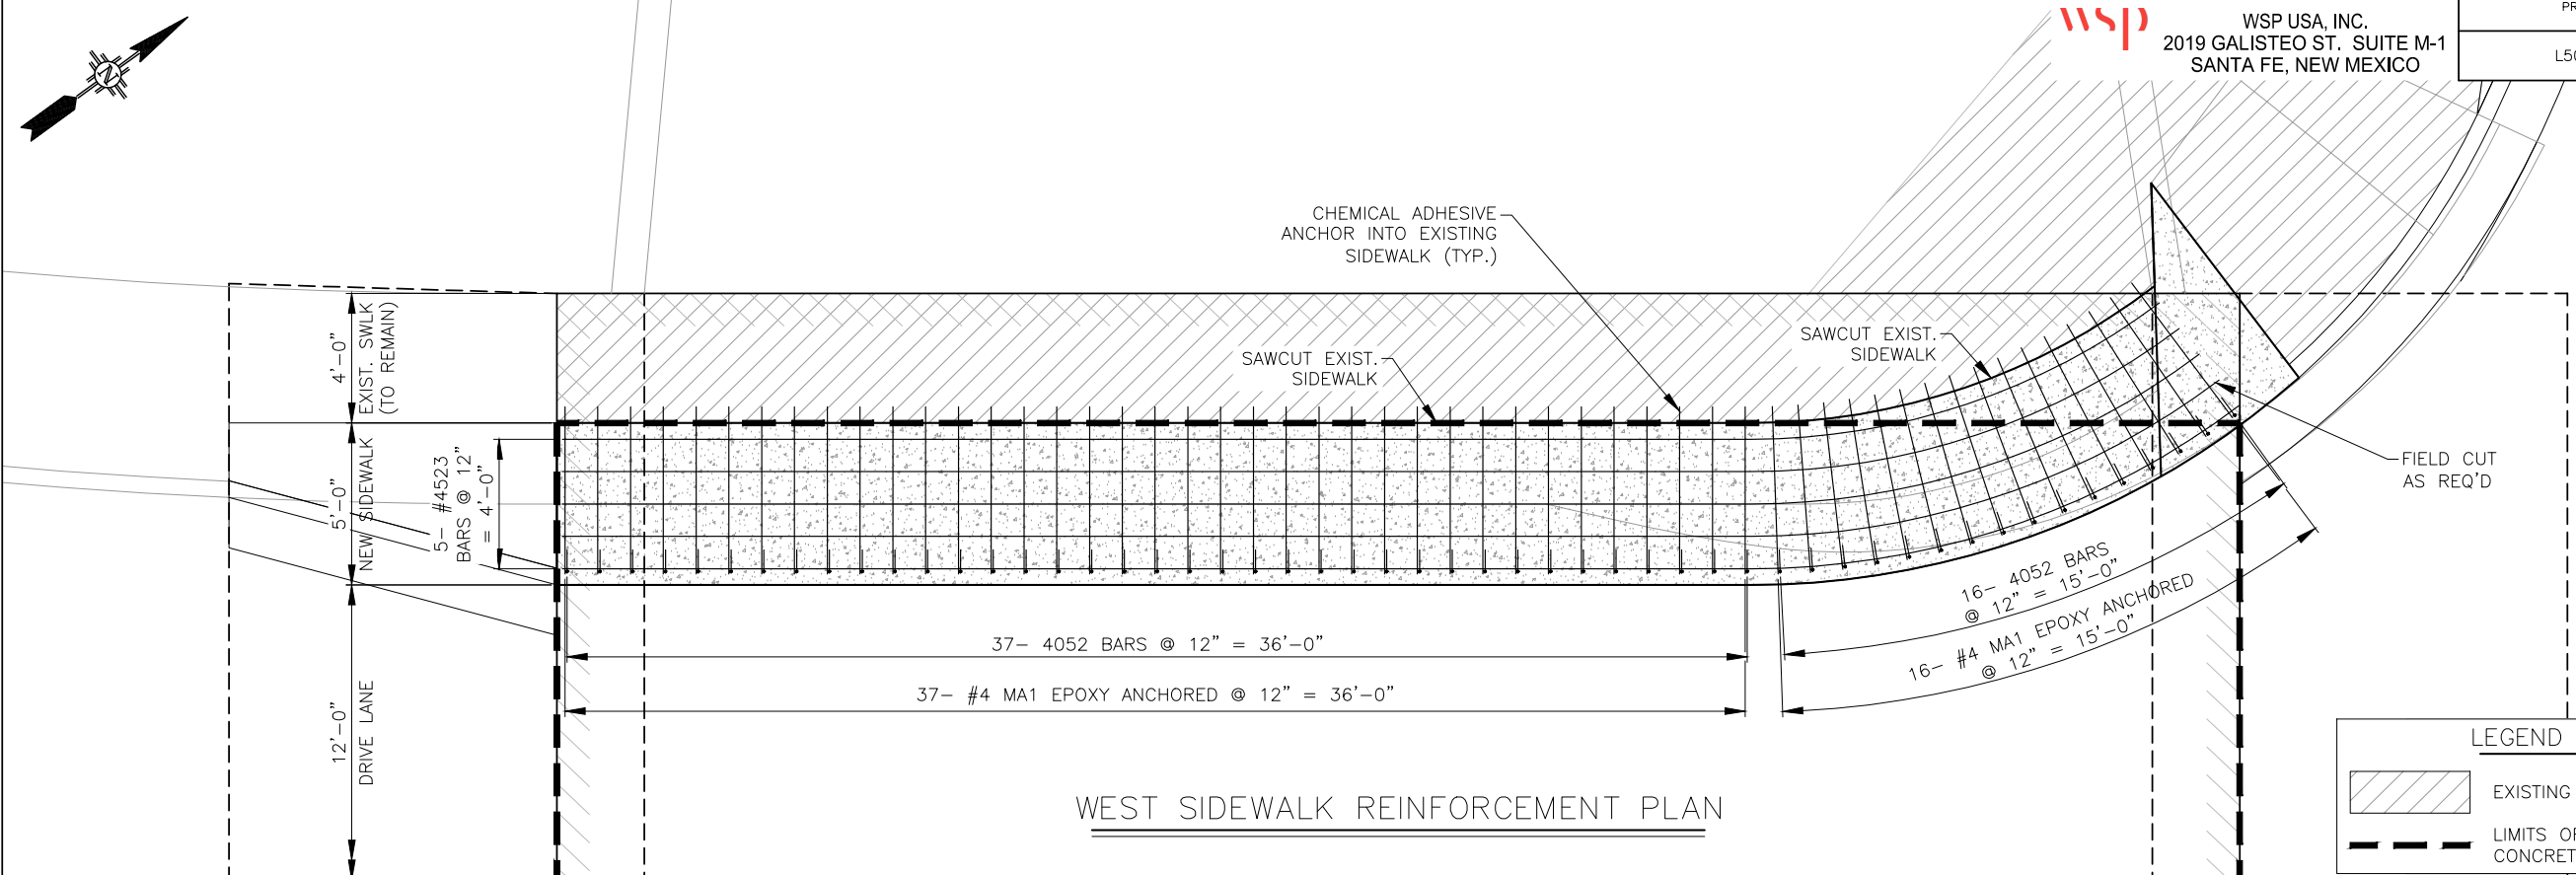 wsp
WSP USA, INC.
2019 GALISTEO ST. SUITE M-1
SANTA FE, NEW MEXICO
N
CHEMICAL ADHESIVE
ANCHOR INTO EXISTING
SIDEWALK (TYP.)
SAWCUT EXIST.
SIDEWALK
SAWCUT EXIST.
SIDEWALK
4'-0"
EXIST. SWLK
(TO REMAIN)
5'-0"
NEW SIDEWALK
5- #4523
BARS @ 12"
= 4'-0"
FIELD CUT
AS REQ'D
16- 4052 BARS
@ 12" = 15'-0"
16- #4 MA1 EPOXY ANCHORED
@ 12" = 15'-0"
37- 4052 BARS @ 12" = 36'-0"
37- #4 MA1 EPOXY ANCHORED @ 12" = 36'-0"
12'-0"
DRIVE LANE
WEST SIDEWALK REINFORCEMENT PLAN
LEGEND
EXISTING
LIMITS